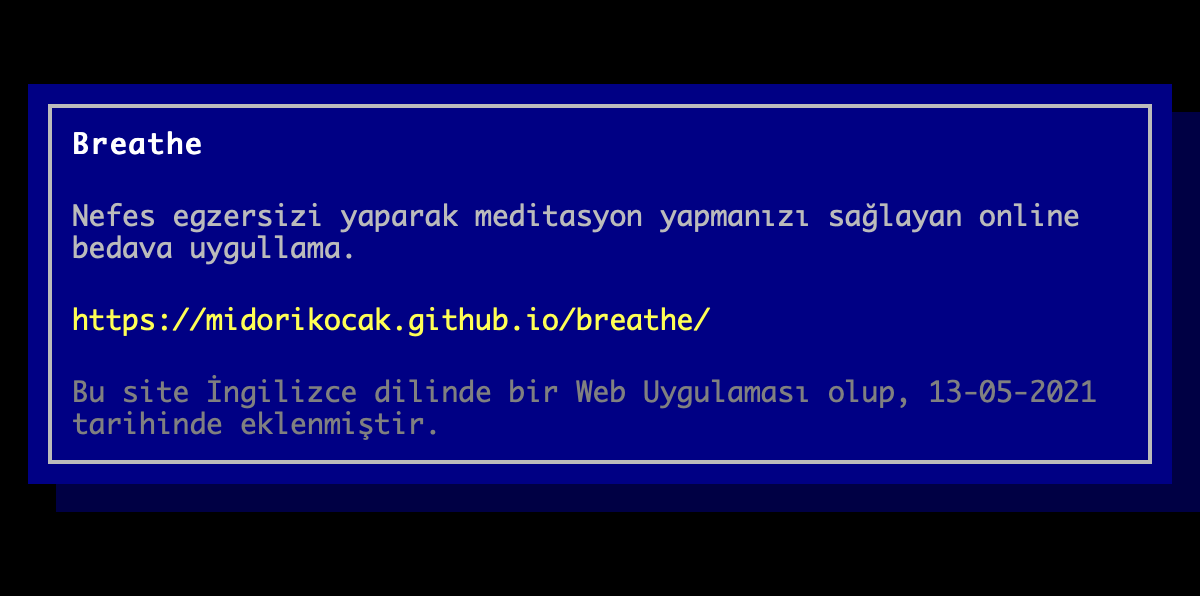 Breathe
Nefes egzersizi yaparak meditasyon yapmanızı sağlayan online
bedava uygullama.
https://midorikocak.github.io/breathe/
Bu site İngilizce dilinde bir Web Uygulaması olup, 13-05-2021
tarihinde eklenmiştir.